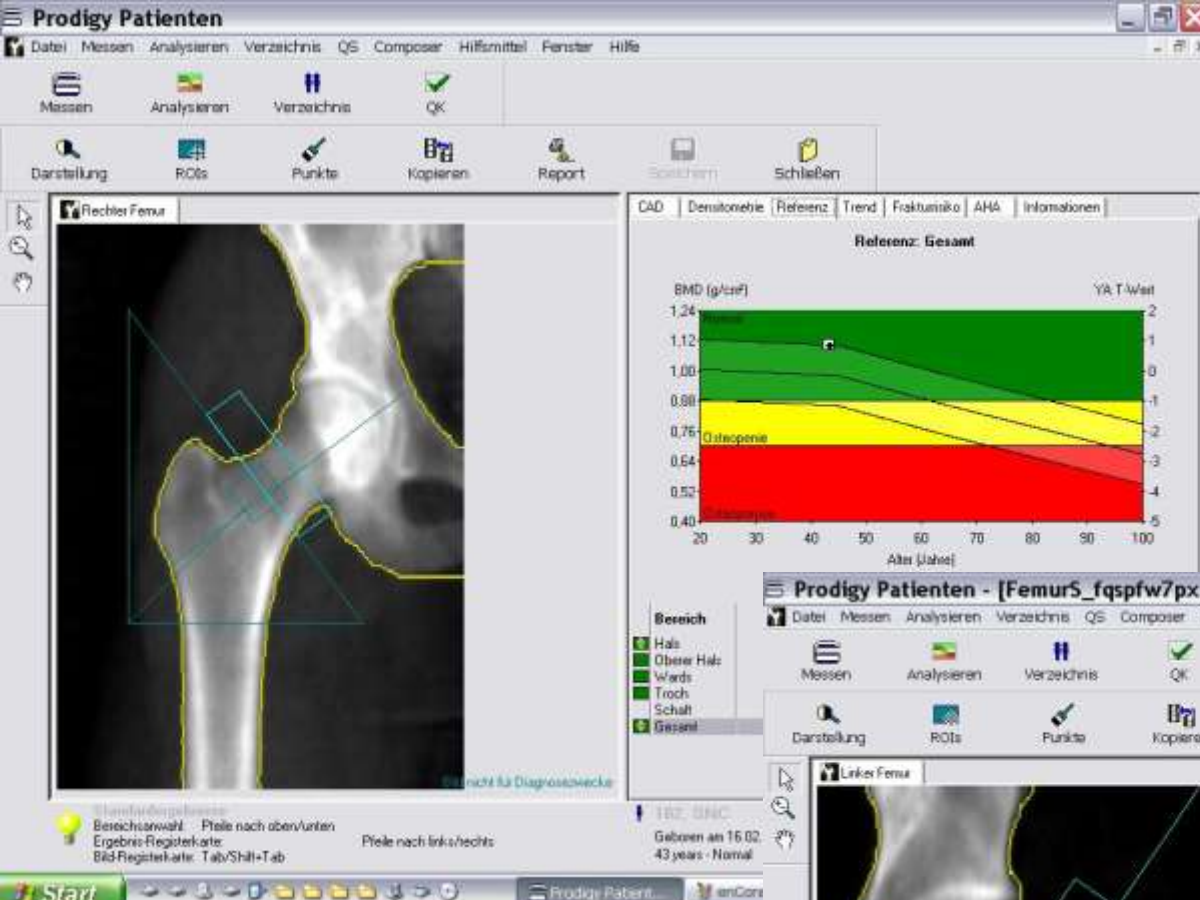 Prodigy Patienten
Datei Messen Analysieren Verzeichnis QS Composer Hilfsmittel Fenster Hilfe
Messen Analysieren Verzeichnis QK
Darstellung ROIs Punkte Kopieren Report Speichern Schließen
Rechter Femur
CAD Densitometrie Referenz Trend Frakturrisiko AHA Informationen
Referenz: Gesamt
BMD (g/cm²) YA T-Wert
Normal
1,24 2
1,12 1
1,00 0
0,88 -1
0,76 -2
Osteopenie
0,64 -3
0,52 -4
Osteoporose
0,40 -5
20 30 40 50 60 70 80 90 100
Alter (Jahre)
Bereich
Hals
Oberer Hals
Wards
Troch
Schaft
Gesamt
nicht für Diagnosezwecke
Standardergebnisse
Bereichsanwahl: Pfeile nach oben/unten
Ergebnis-Registerkarte: Pfeile nach links/rechts
Bild-Registerkarte: Tab/Shift+Tab
Geboren am 16.02.
43 years - Normal
Prodigy Patienten - [FemurS_fqspfw7px
Datei Messen Analysieren Verzeichnis QS Composer
Messen Analysieren Verzeichnis QK
Darstellung ROIs Punkte Kopiere
Linker Femur
Start Prodigy Patient... enCore